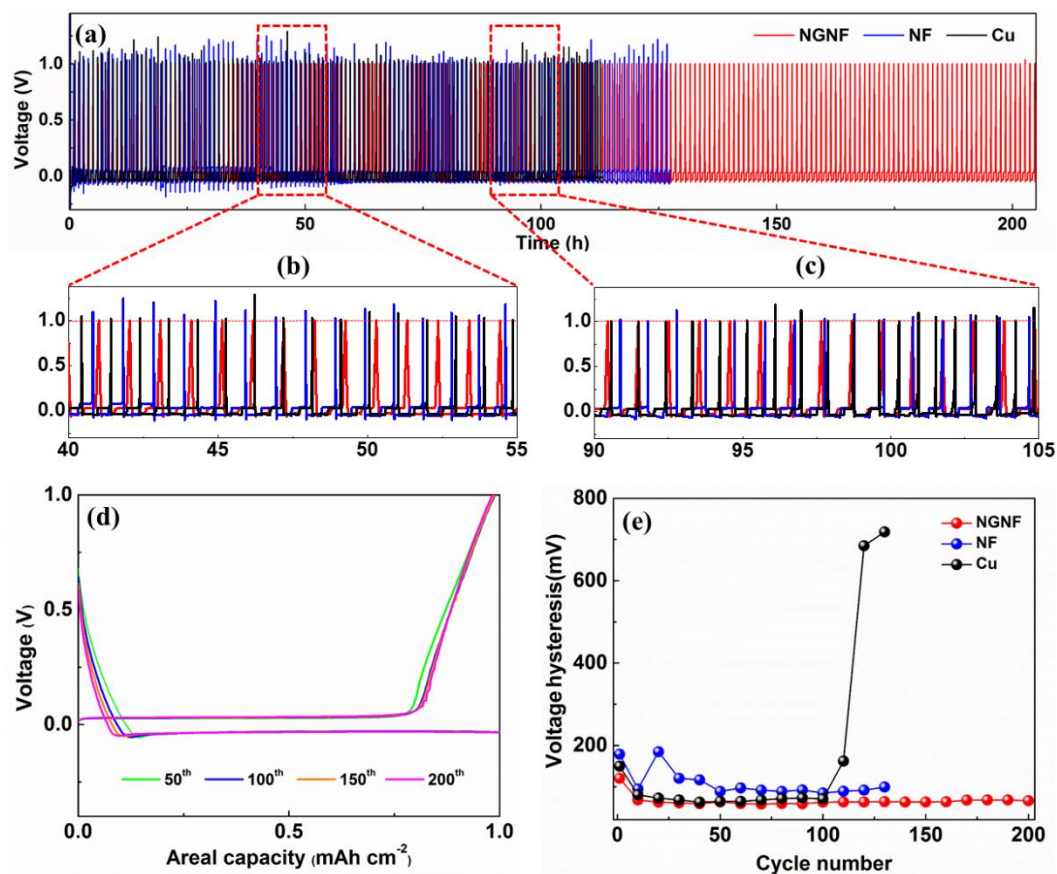 (a)
NGNF NF Cu
Voltage (V)
1.0
0.5
0.0
0 50 100 150 200
Time (h)
(b)
(c)
1.0
0.5
0.0
40 45 50 55
1.0
0.5
0.0
90 95 100 105
(d)
Voltage (V)
1.0
0.5
0.0
50th 100th 150th 200th
0.0 0.5 1.0
Areal capacity (mAh cm-2)
(e)
Voltage hysteresis(mV)
800
600
400
200
NGNF
NF
Cu
0 50 100 150 200
Cycle number